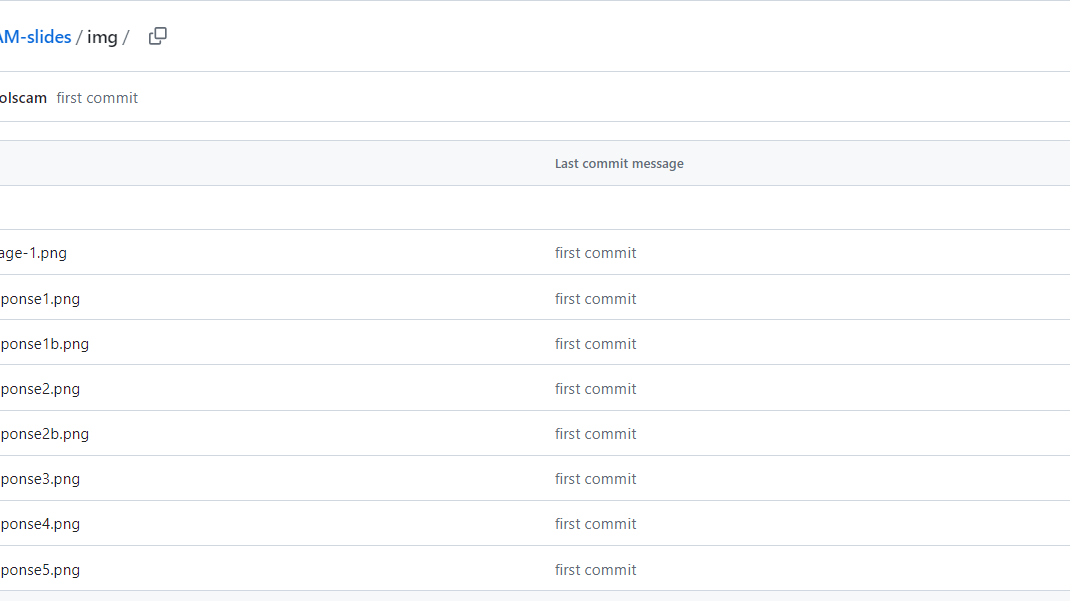 AM-slides / img /
olscam first commit
Last commit message
age-1.png first commit
ponse1.png first commit
ponse1b.png first commit
ponse2.png first commit
ponse2b.png first commit
ponse3.png first commit
ponse4.png first commit
ponse5.png first commit